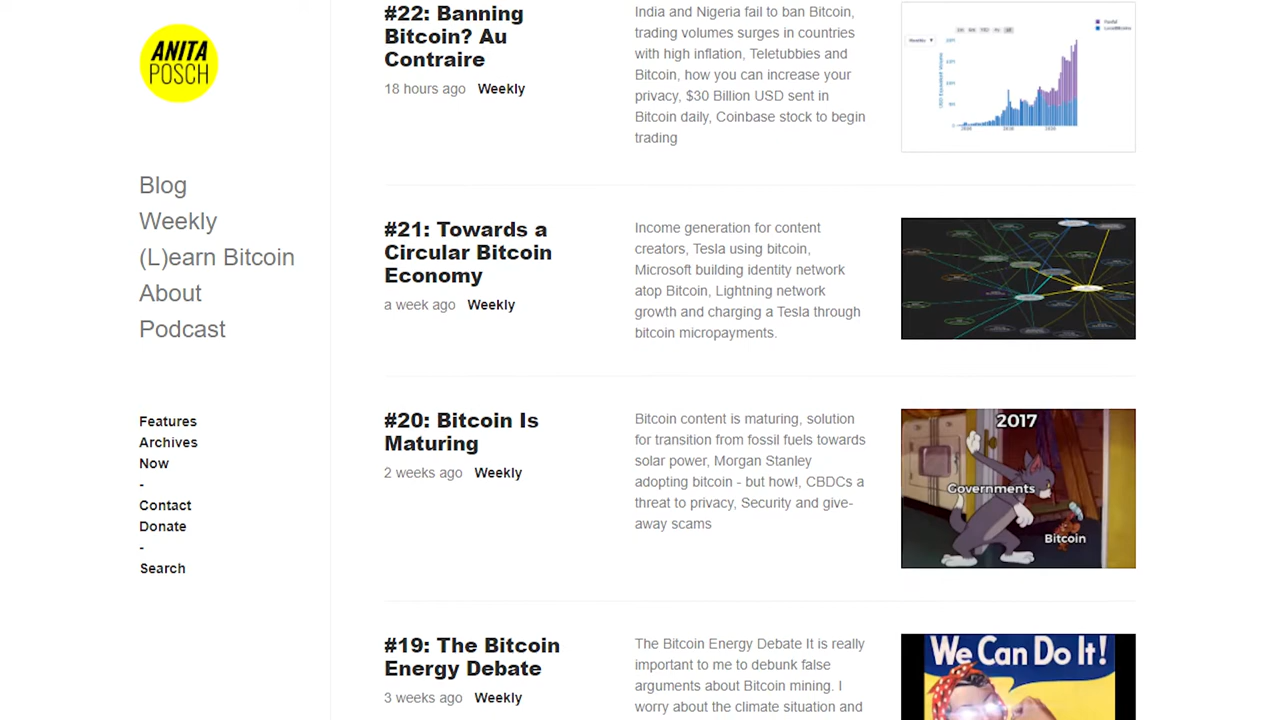 ANITA
POSCH
Blog
Weekly
(L)earn Bitcoin
About
Podcast
Features
Archives
Now
-
Contact
Donate
-
Search
#22: Banning
Bitcoin? Au
Contraire
18 hours ago Weekly
India and Nigeria fail to ban Bitcoin,
trading volumes surges in countries
with high inflation, Teletubbies and
Bitcoin, how you can increase your
privacy, $30 Billion USD sent in
Bitcoin daily, Coinbase stock to begin
trading
#21: Towards a
Circular Bitcoin
Economy
a week ago Weekly
Income generation for content
creators, Tesla using bitcoin,
Microsoft building identity network
atop Bitcoin, Lightning network
growth and charging a Tesla through
bitcoin micropayments.
#20: Bitcoin Is
Maturing
2 weeks ago Weekly
Bitcoin content is maturing, solution
for transition from fossil fuels towards
solar power, Morgan Stanley
adopting bitcoin - but how!, CBDCs a
threat to privacy, Security and give-
away scams
2017
Governments
Bitcoin
#19: The Bitcoin
Energy Debate
3 weeks ago Weekly
The Bitcoin Energy Debate It is really
important to me to debunk false
arguments about Bitcoin mining. I
worry about the climate situation and
We Can Do It!